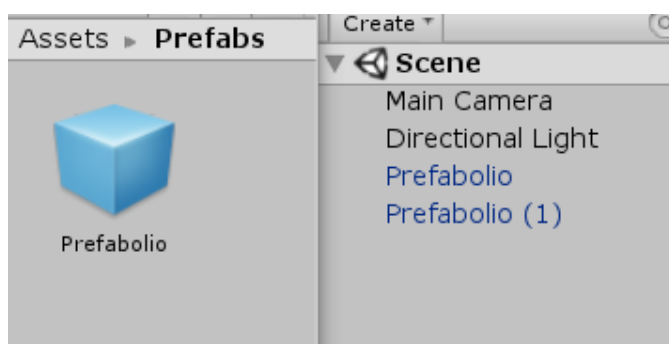 Assets ▸ Prefabs
Prefabolio
Create
Scene
Main Camera
Directional Light
Prefabolio
Prefabolio (1)